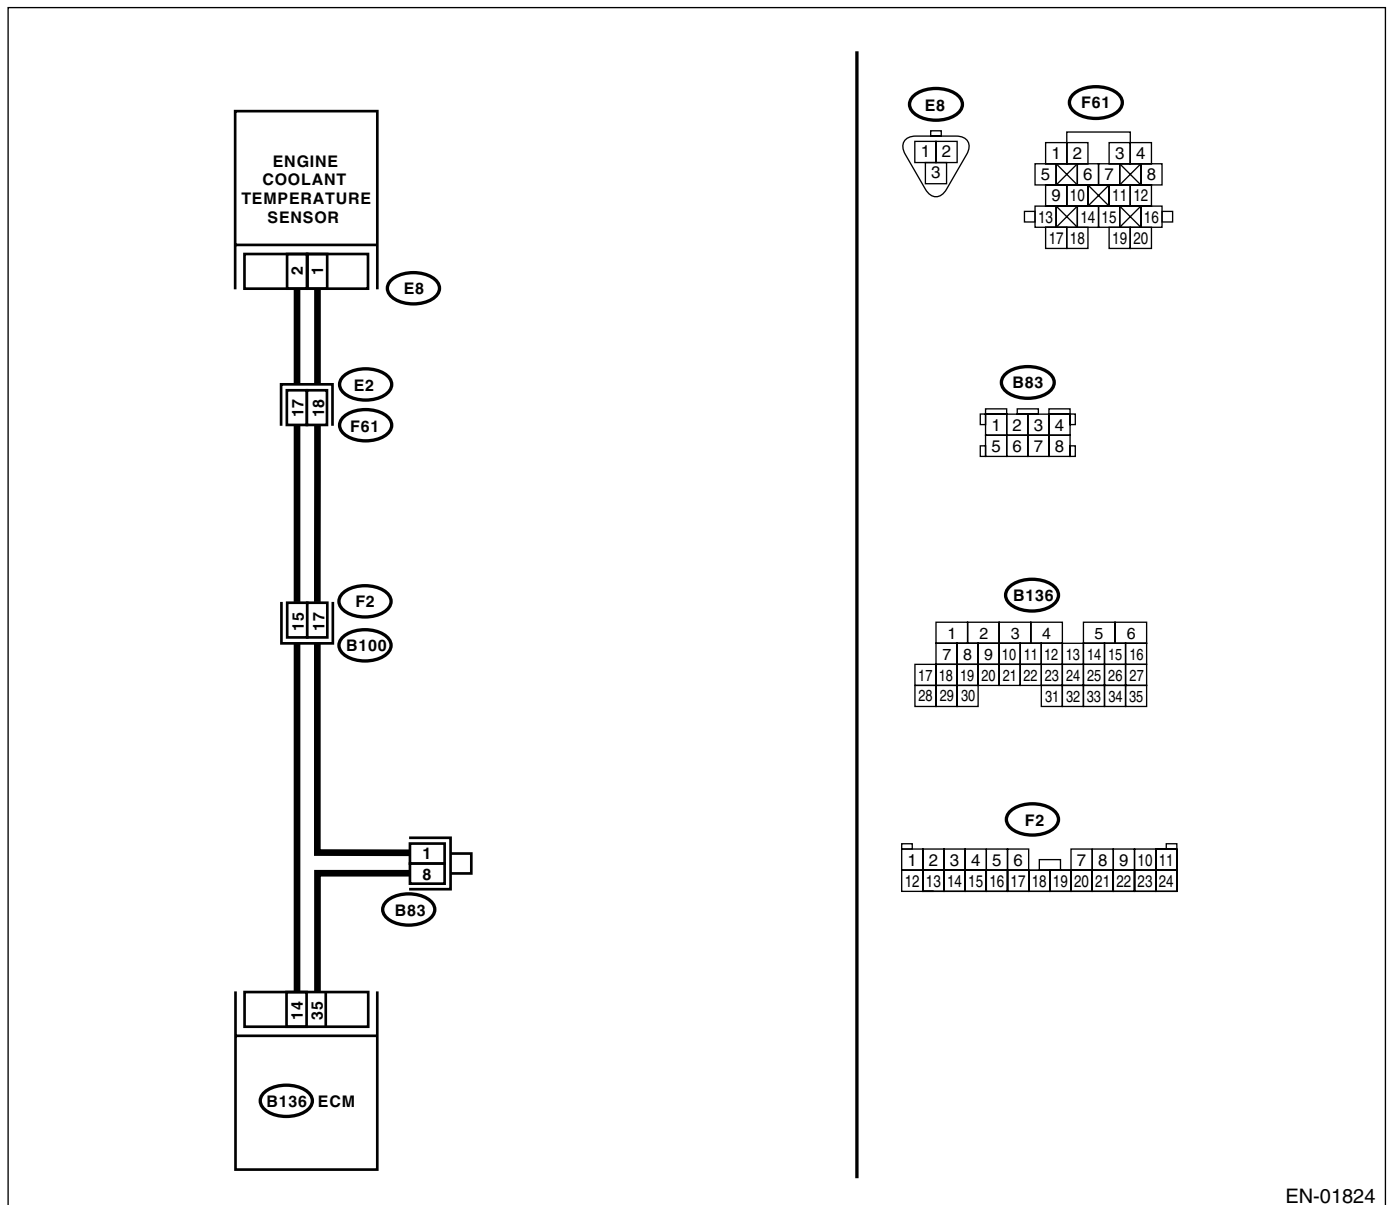 ENGINE
COOLANT
TEMPERATURE
SENSOR
2 1
E8
17 18
E2
F61
15 17
F2
B100
1
8
B83
14 35
B136 ECM
E8
1 2
3
F61
1 2 3 4
5 6 7 8
9 10 11 12
13 14 15 16
17 18 19 20
B83
1 2 3 4
5 6 7 8
B136
1 2 3 4 5 6
7 8 9 10 11 12 13 14 15 16
17 18 19 20 21 22 23 24 25 26 27
28 29 30 31 32 33 34 35
F2
1 2 3 4 5 6 7 8 9 10 11
12 13 14 15 16 17 18 19 20 21 22 23 24
EN-01824